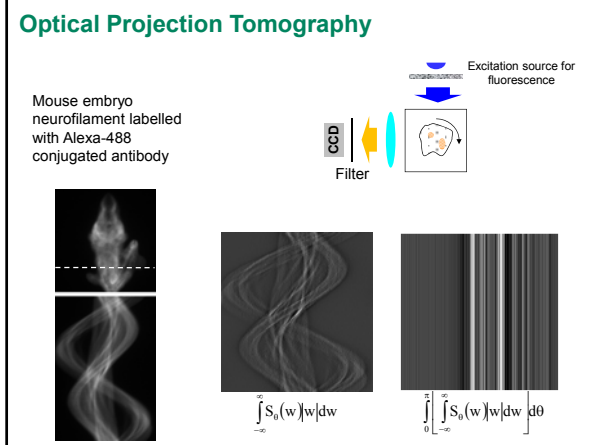 Optical Projection Tomography
Excitation source for
fluorescence
Mouse embryo
neurofilament labelled
with Alexa-488
conjugated antibody
CCD
Filter
∫_{-∞}^{∞} S_θ(w)|w|dw
∫_{0}^{π} [ ∫_{-∞}^{∞} S_θ(w)|w|dw ] dθ